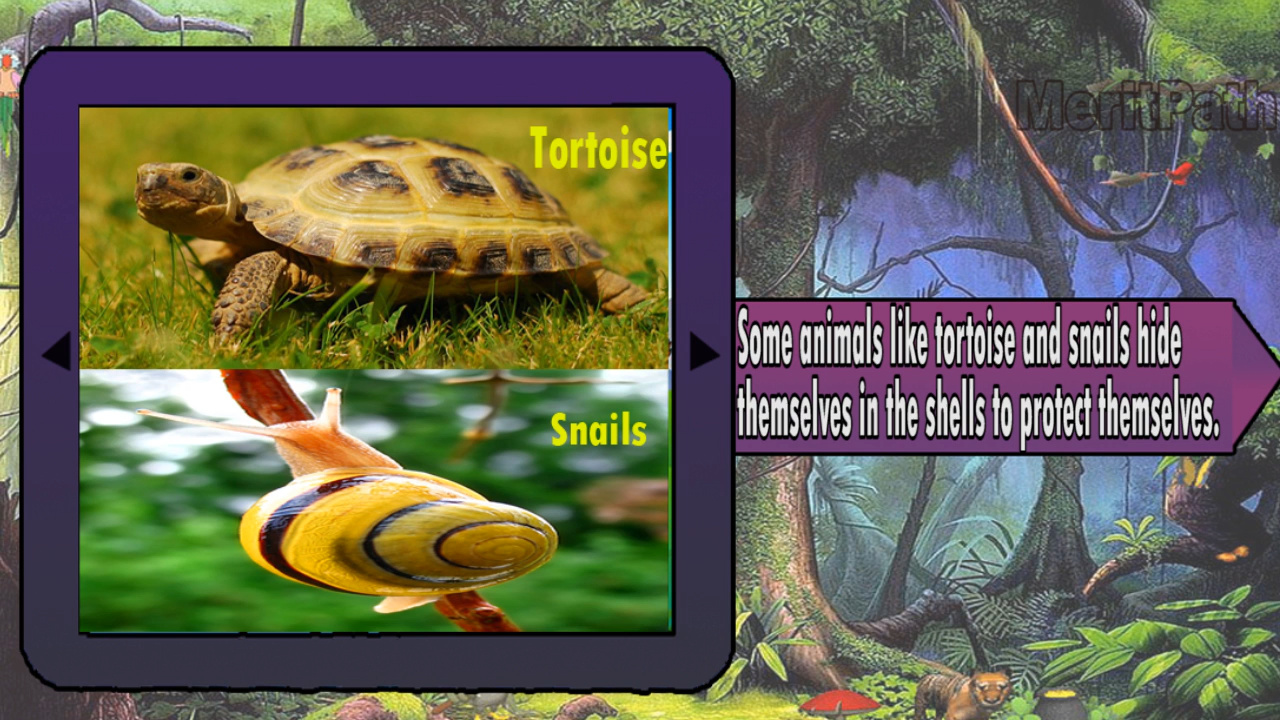 MeritPath
Tortoise
Some animals like tortoise and snails hide
themselves in the shells to protect themselves.
Snails